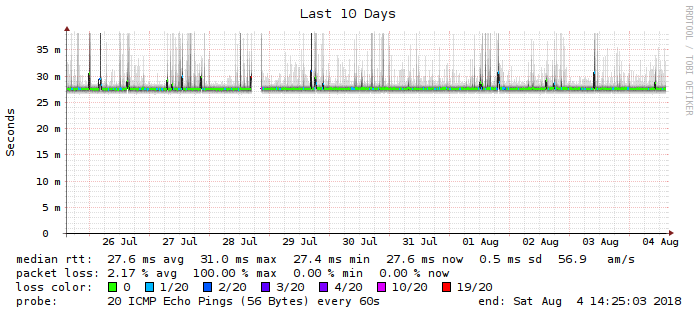 Last 10 Days
RRDTOOL / TOBI OETIKER
Seconds
35 m
30 m
25 m
20 m
15 m
10 m
5 m
0
26 Jul 27 Jul 28 Jul 29 Jul 30 Jul 31 Jul 01 Aug 02 Aug 03 Aug 04 Aug
median rtt: 27.6 ms avg 31.0 ms max 27.4 ms min 27.6 ms now 0.5 ms sd 56.9 am/s
packet loss: 2.17 % avg 100.00 % max 0.00 % min 0.00 % now
loss color: 0 1/20 2/20 3/20 4/20 10/20 19/20
probe: 20 ICMP Echo Pings (56 Bytes) every 60s end: Sat Aug 4 14:25:03 2018